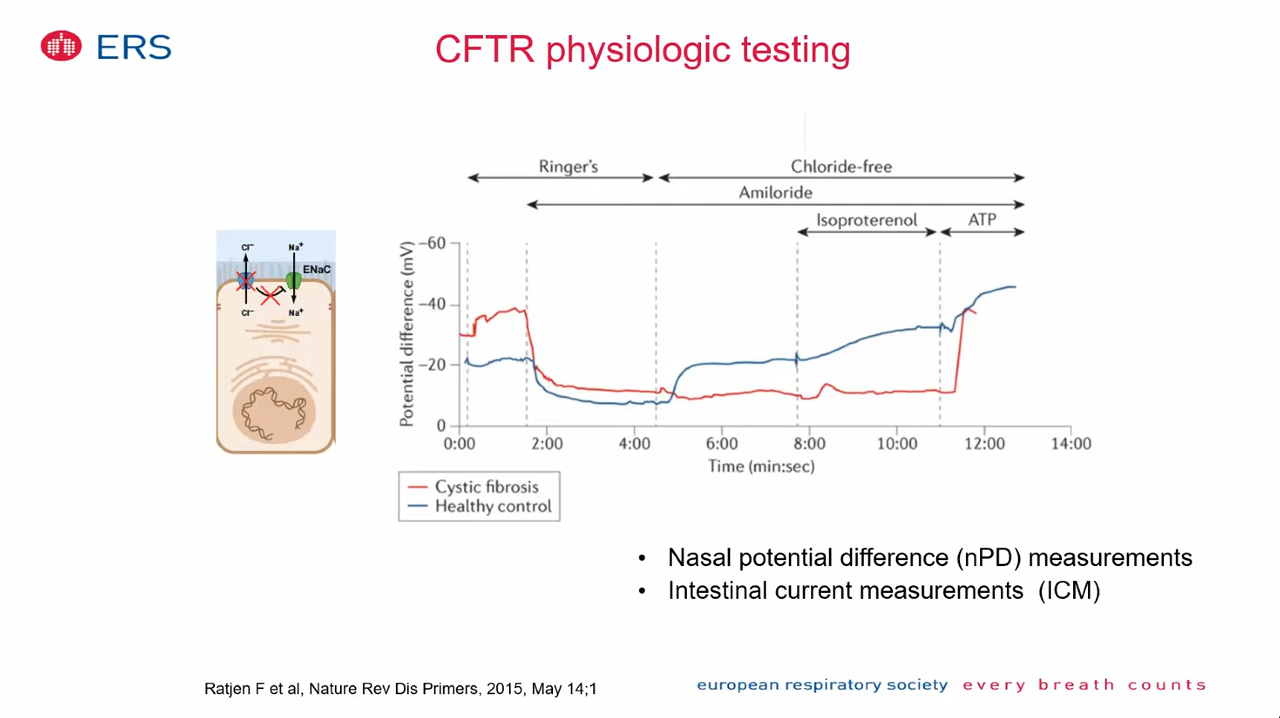 ERS
CFTR physiologic testing
Ringer's
Chloride-free
Amiloride
Isoproterenol
ATP
Cl⁻
Na⁺
ENaC
Cl⁻
Na⁺
Potential difference (mV)
−60
−40
−20
0
0:00
2:00
4:00
6:00
8:00
10:00
12:00
14:00
Time (min:sec)
Cystic fibrosis
Healthy control
• Nasal potential difference (nPD) measurements
• Intestinal current measurements (ICM)
Ratjen F et al, Nature Rev Dis Primers, 2015, May 14;1
european respiratory society every breath counts